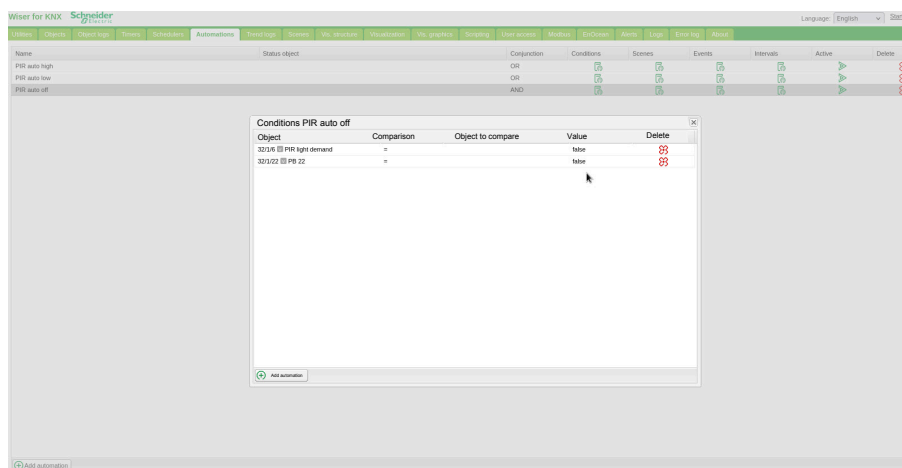 Wiser for KNX Schneider Electric Language: English Start
Utilities Objects Object logs Timers Schedulers Automations Trend logs Scenes Vis. structure Visualization Vis. graphics Scripting User access Modbus EnOcean Alerts Logs Error log About
Name Status object Conjunction Conditions Scenes Events Intervals Active Delete
PIR auto high OR
PIR auto low OR
PIR auto off AND
Conditions PIR auto off
Object Comparison Object to compare Value Delete
32/1/6 PIR light demand = false
32/1/22 PB 22 = false
Add automation
Add automation